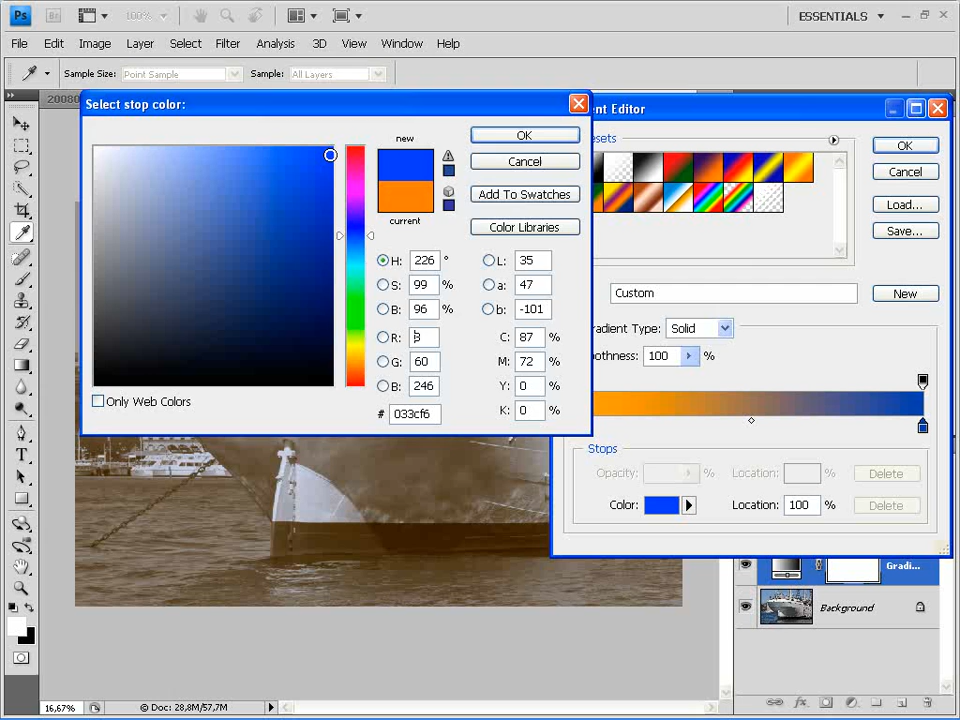 Ps Br 100% ESSENTIALS
File Edit Image Layer Select Filter Analysis 3D View Window Help
Sample Size: Point Sample Sample: All Layers
20080
Select stop color:
new
current
OK
Cancel
Add To Swatches
Color Libraries
H: 226 ° L: 35
S: 99 % a: 47
B: 96 % b: -101
R: 3 C: 87 %
G: 60 M: 72 %
B: 246 Y: 0 %
# 033cf6 K: 0 %
Only Web Colors
ent Editor
esets
OK
Cancel
Load...
Save...
Custom New
radient Type: Solid
oothness: 100 %
Stops
Opacity: % Location: Delete
Color: Location: 100 % Delete
T
Gradi...
Background
fx
16,67% Doc: 28,8M/57,7M